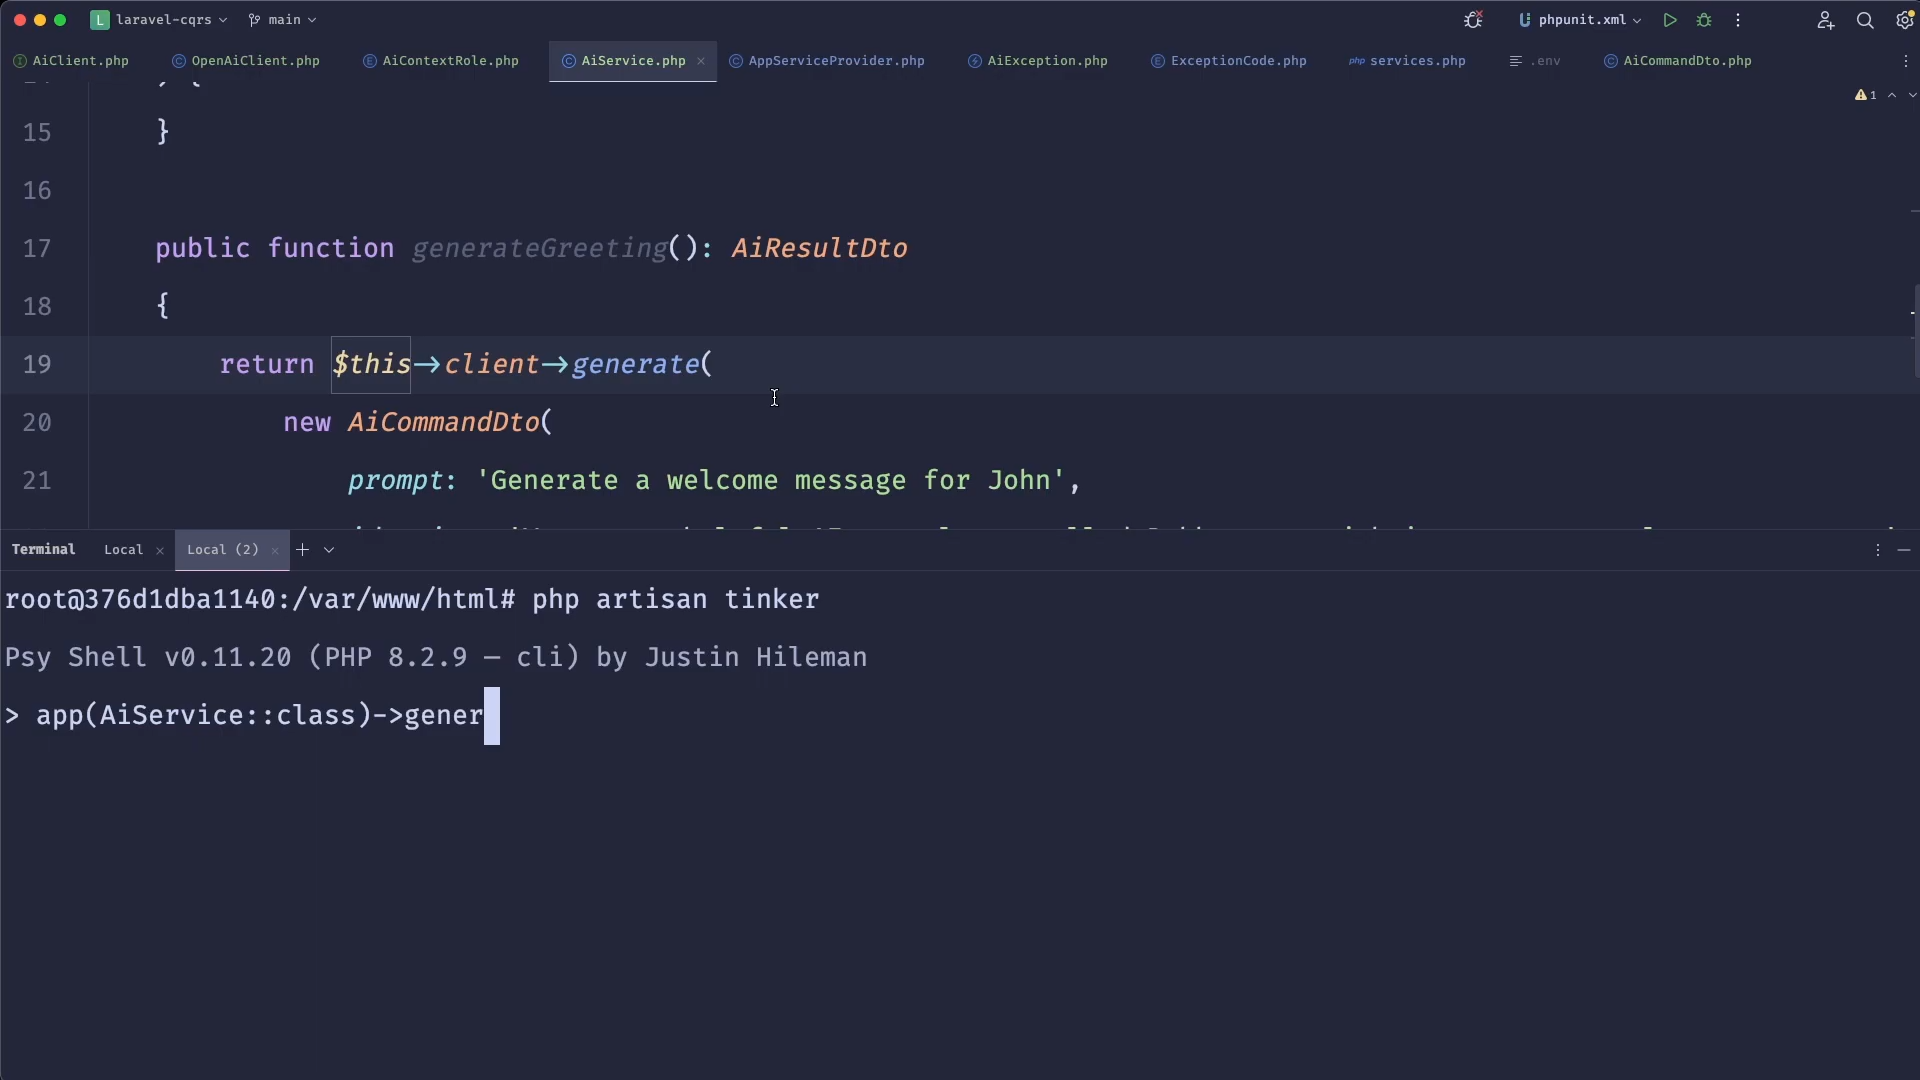 L laravel-cqrs main phpunit.xml
AiClient.php OpenAiClient.php AiContextRole.php AiService.php AppServiceProvider.php AiException.php ExceptionCode.php php services.php .env AiCommandDto.php
1
15 }
16
17 public function generateGreeting(): AiResultDto
18 {
19 return $this->client->generate(
20 new AiCommandDto(
21 prompt: 'Generate a welcome message for John',
Terminal Local Local (2)
root@376d1dba1140:/var/www/html# php artisan tinker
Psy Shell v0.11.20 (PHP 8.2.9 — cli) by Justin Hileman
> app(AiService::class)->gener